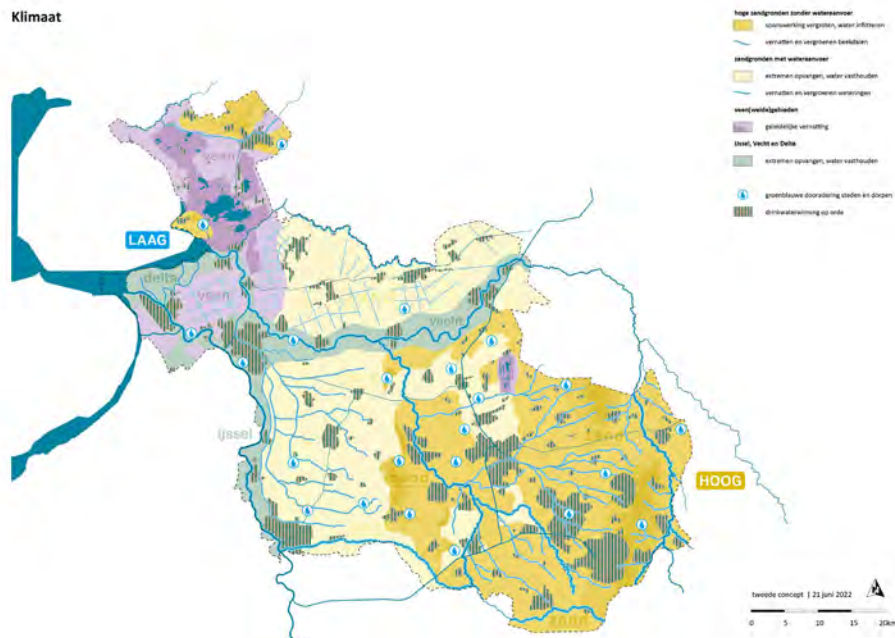 Klimaat
hoge zandgronden zonder wateraanvoer
sponswerking vergroten, water infiltreren
vernatten en vergroenen beekdalen
zandgronden met wateraanvoer
extremen opvangen, water vasthouden
vernatten en vergroenen weteringen
veen(weide)gebieden
geleidelijke vernatting
IJssel, Vecht en Delta
extremen opvangen, water vasthouden
groenblauwe dooradering steden en dorpen
drinkwaterwinning op orde
veen
LAAG
delta
veen
vecht
ijssel
zand
zand
HOOG
zand
tweede concept | 21 juni 2022
0 5 10 15 20km